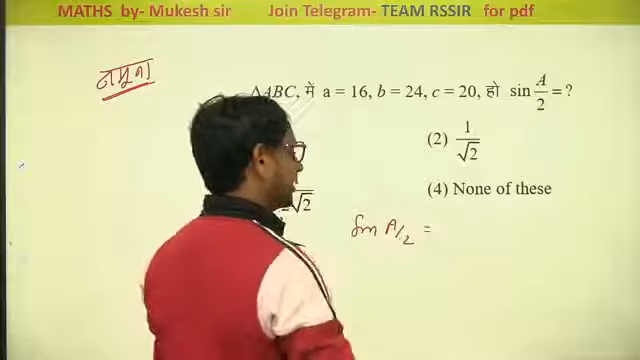 MATHS by- Mukesh sir Join Telegram- TEAM RSSIR for pdf
नमूना
ΔABC, में a = 16, b = 24, c = 20, हो sin A/2 = ?
(2) 1/√2
√2
(4) None of these
Sin A/2 =